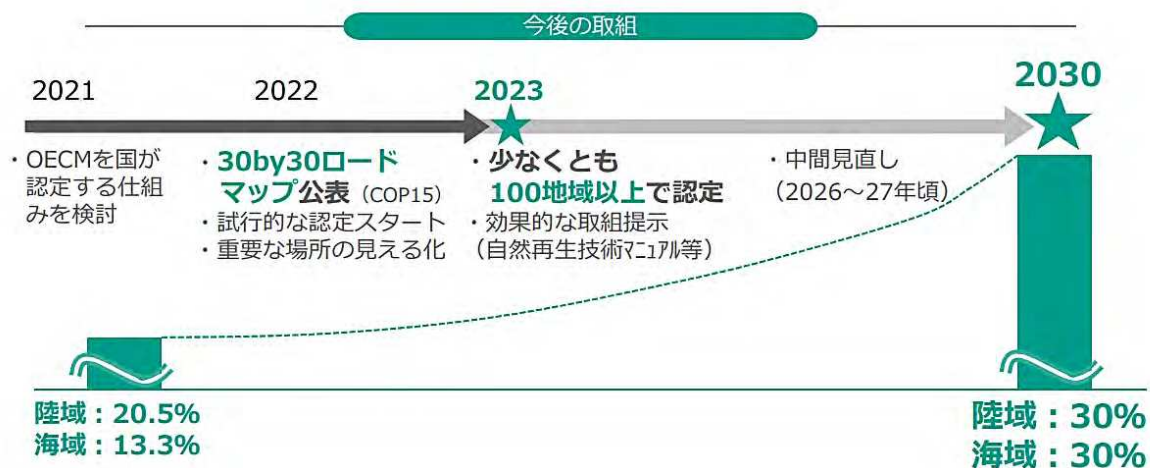 今後の取組
2021
2022
2023
2030
・OECMを国が
認定する仕組
みを検討
・30by30ロード
マップ公表（COP15）
・試行的な認定スタート
・重要な場所の見える化
・少なくとも
100地域以上で認定
・効果的な取組提示
（自然再生技術ﾏﾆｭｱﾙ等）
・中間見直し
（2026～27年頃）
陸域：20.5%
海域：13.3%
陸域：30%
海域：30%